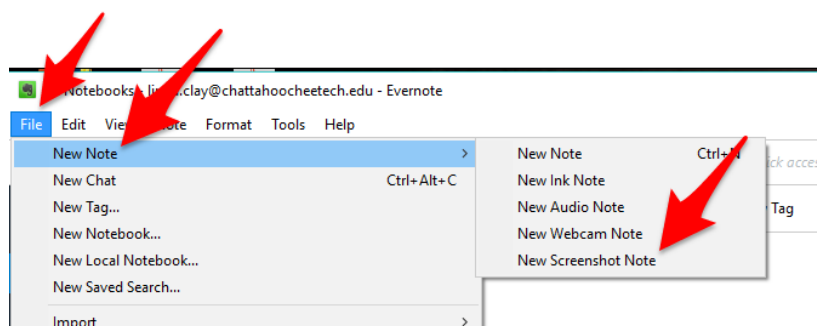 Notebooks - .clay@chattahoocheetech.edu - Evernote
File Edit Format Tools Help
New Note > New Note
New Chat Ctrl+Alt+C New Ink Note
New Tag... New Audio Note Tag
New Notebook... New Webcam Note
New Local Notebook... New Screenshot Note
New Saved Search...
Import >